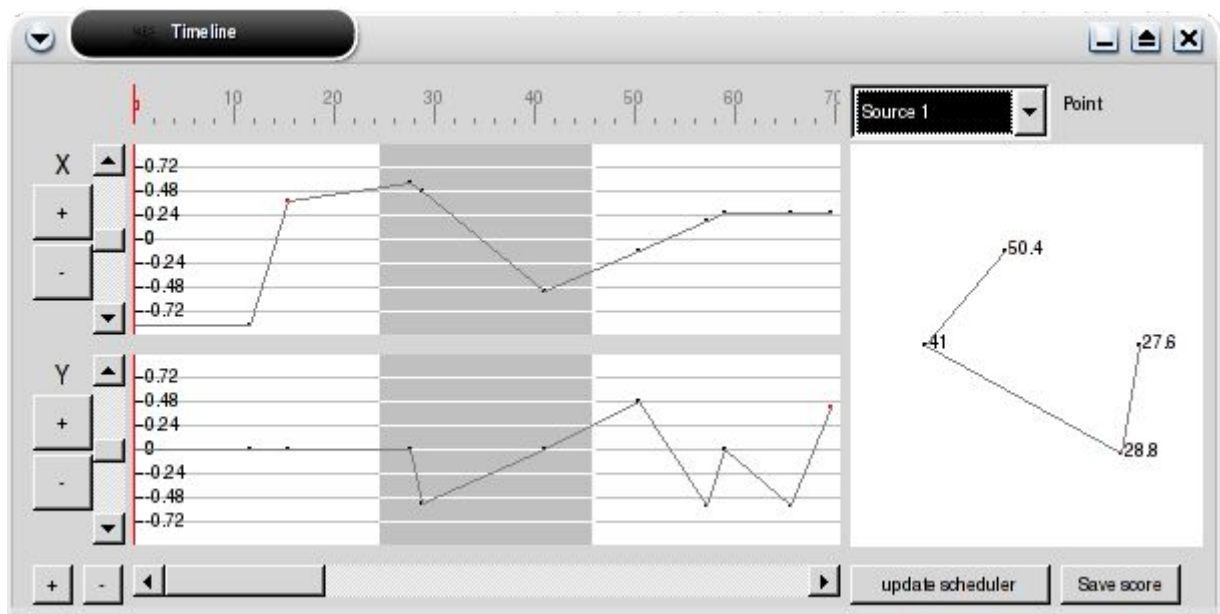 Timeline
10 20 30 40 50 60 70
Source 1
Point
X
-0.72
-0.48
-0.24
-0
--0.24
--0.48
--0.72
+
-
50.4
41
27.6
28.8
Y
-0.72
-0.48
-0.24
-0
--0.24
--0.48
--0.72
+
-
+ -
update scheduler
Save score